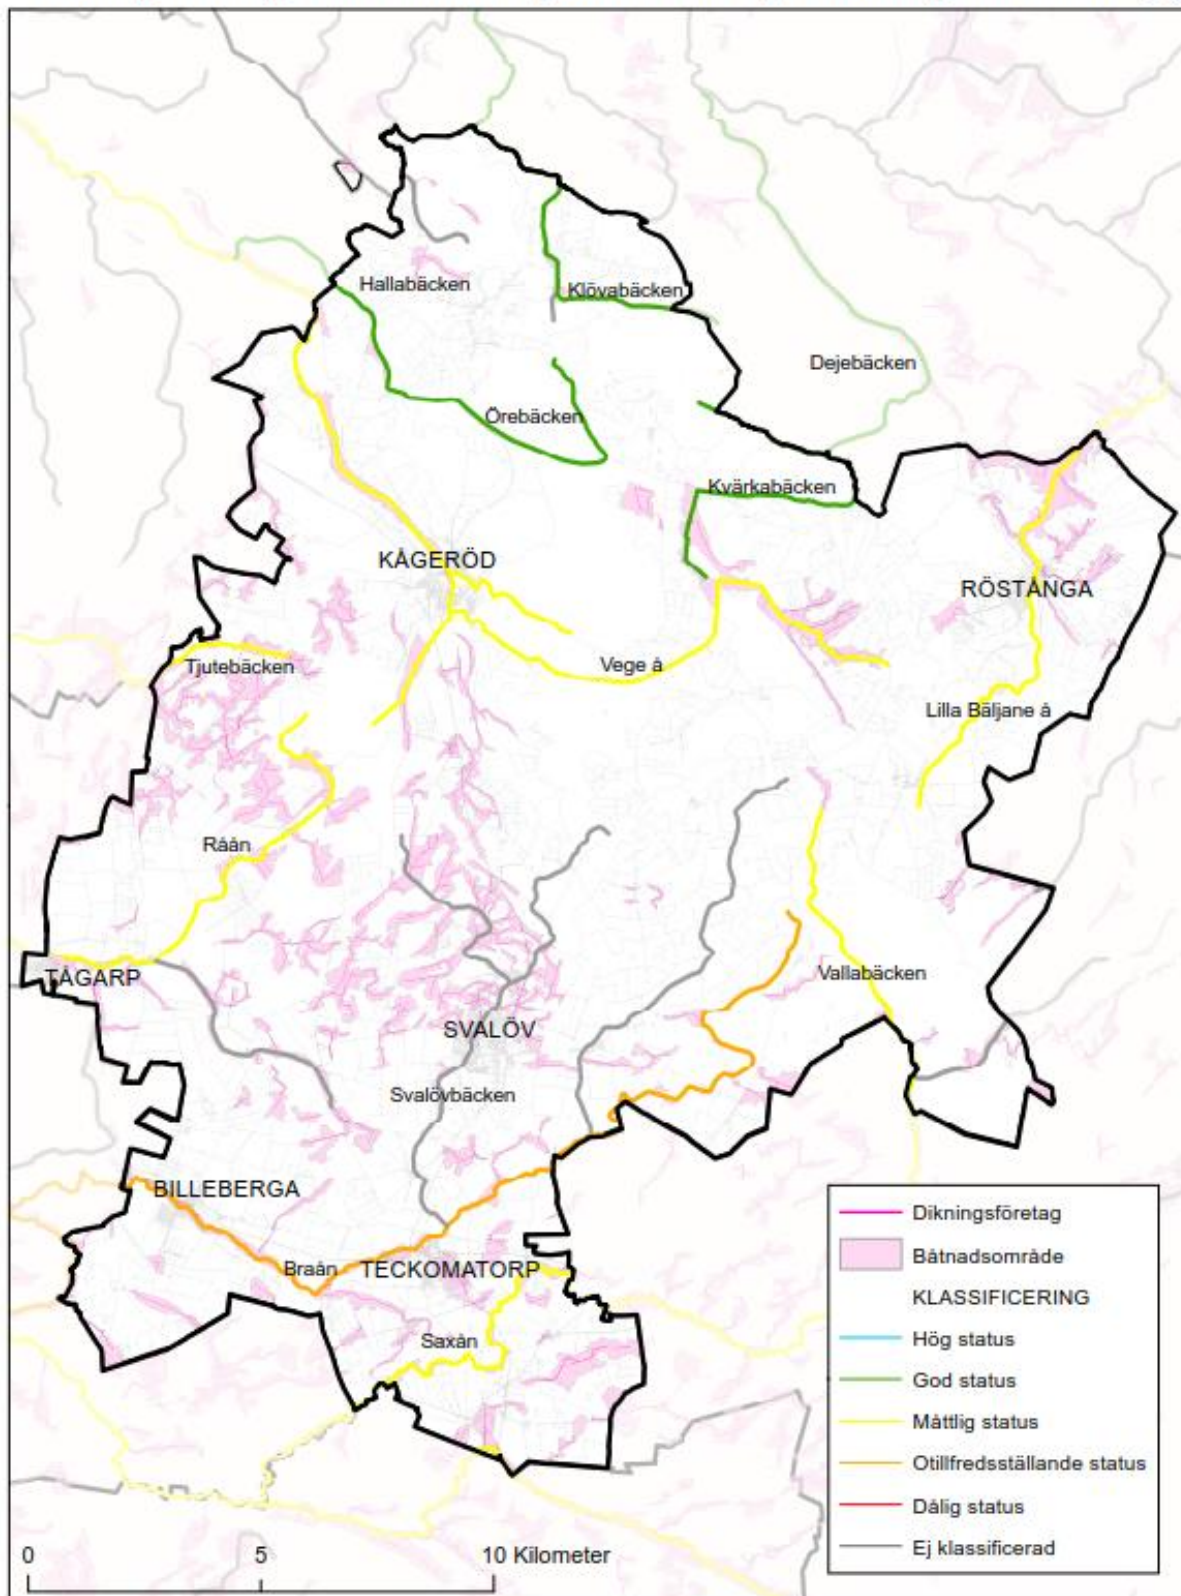 Hallabäcken
Klövabäcken
Dejebäcken
Örebäcken
Kvärkabäcken
KÅGERÖD
RÖSTÅNGA
Tjutebäcken
Vege å
Lilla Bäljane å
Råån
TÅGARP
Vallabäcken
SVALÖV
Svalövbäcken
BILLEBERGA
Braån
TECKOMATORP
Saxån
Dikningsföretag
Båtnadsområde
KLASSIFICERING
Hög status
God status
Måttlig status
Otillfredsställande status
Dålig status
Ej klassificerad
0 5 10 Kilometer